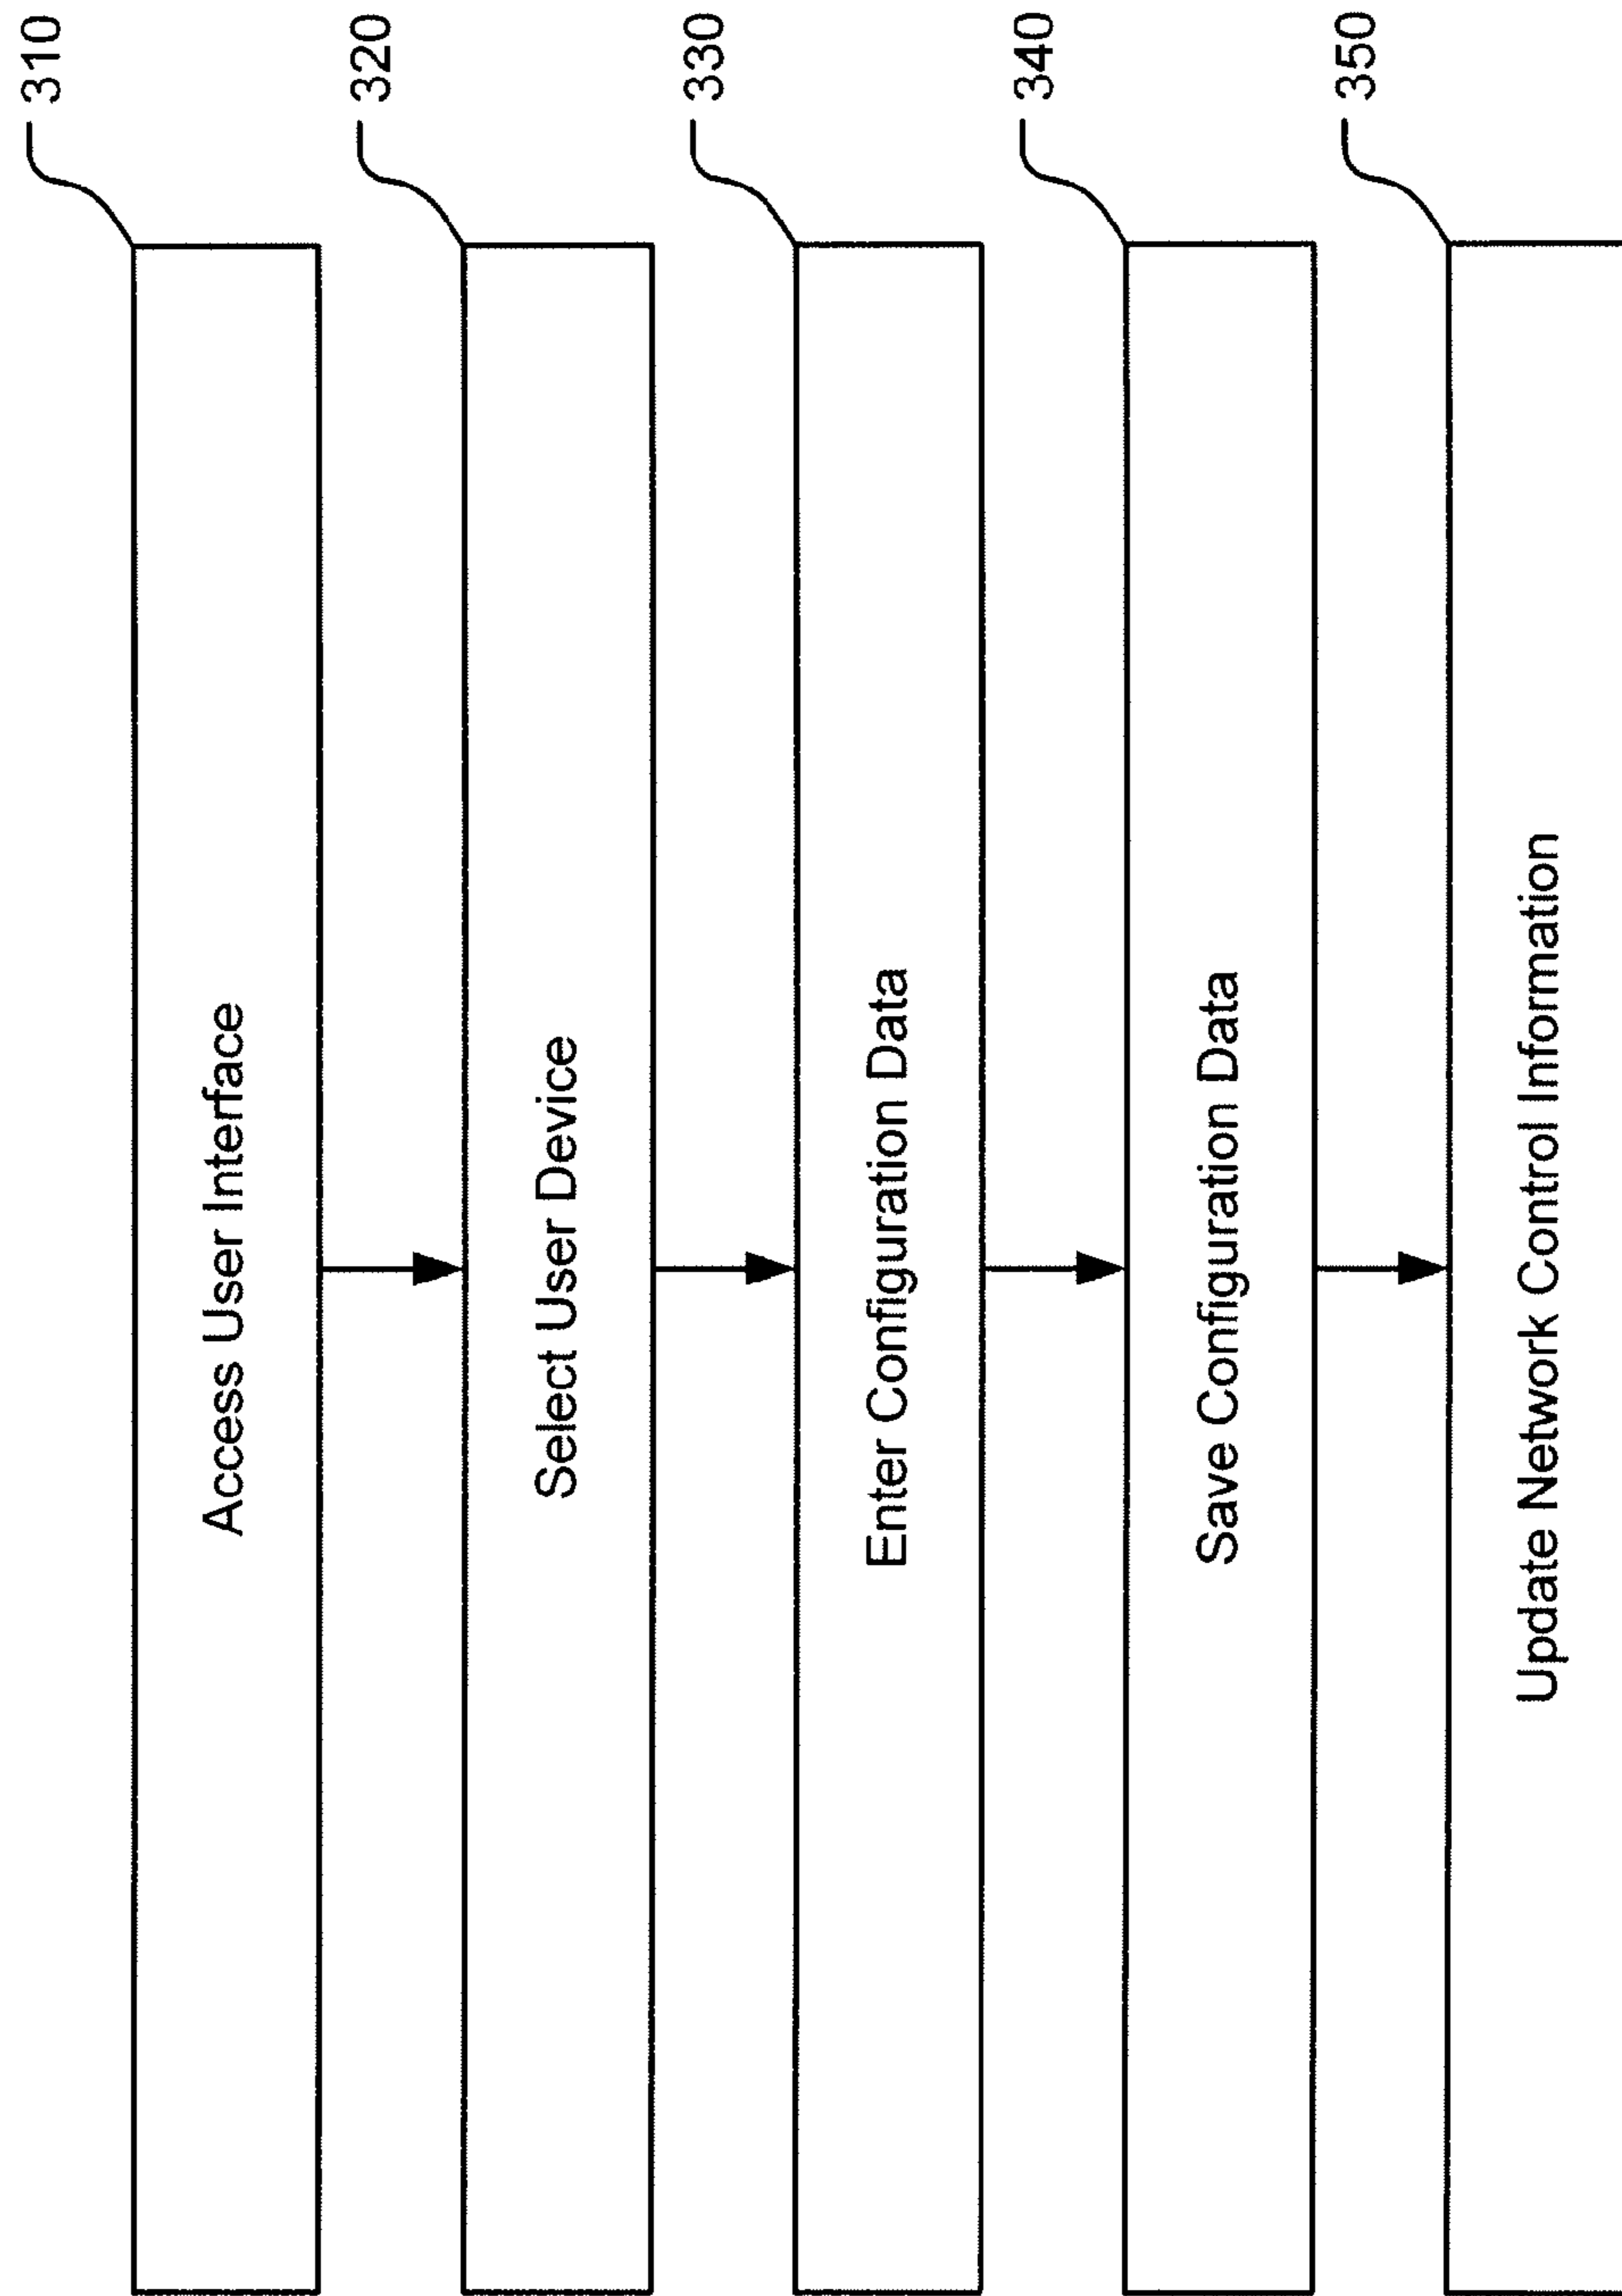 310
Access User Interface
320
Select User Device
330
Enter Configuration Data
340
Save Configuration Data
350
Update Network Control Information